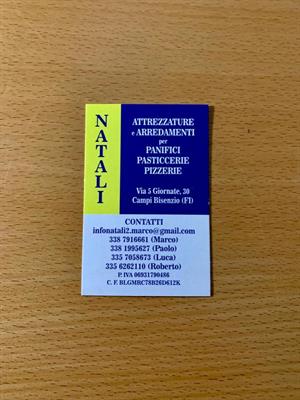 NATALI
ATTREZZATURE
e ARREDAMENTI
per
PANIFICI
PASTICCERIE
PIZZERIE
Via 5 Giornate, 30
Campi Bisenzio (FI)
CONTATTI
infonatali2.marco@gmail.com
338 7916661 (Marco)
338 1995627 (Paolo)
335 7058673 (Luca)
335 6262110 (Roberto)
P. IVA 06931790486
C. F. BLGMRC78B26D612K